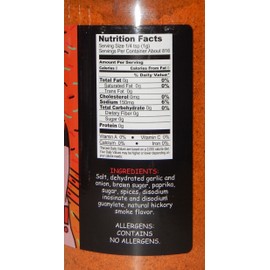 Nutrition Facts
Serving Size 1/4 tsp (1g)
Servings Per Container About 816
Amount Per Serving
Calories 0 Calories from Fat 0
% Daily Value*
Total Fat 0g 0%
Saturated Fat 0g 0%
Trans Fat 0g
Cholesterol 0mg 0%
Sodium 150mg 6%
Total Carbohydrate 0g 0%
Dietary Fiber 0g
Sugar 0g
Protein 0g
Vitamin A 0% • Vitamin C 0%
Calcium 0% • Iron 0%
INGREDIENTS:
Salt, dehydrated garlic and
onion, brown sugar, paprika,
sugar, spices, disodium
inosinate and disodium
guanylate, natural hickory
smoke flavor.
ALLERGENS:
CONTAINS
NO ALLERGENS.